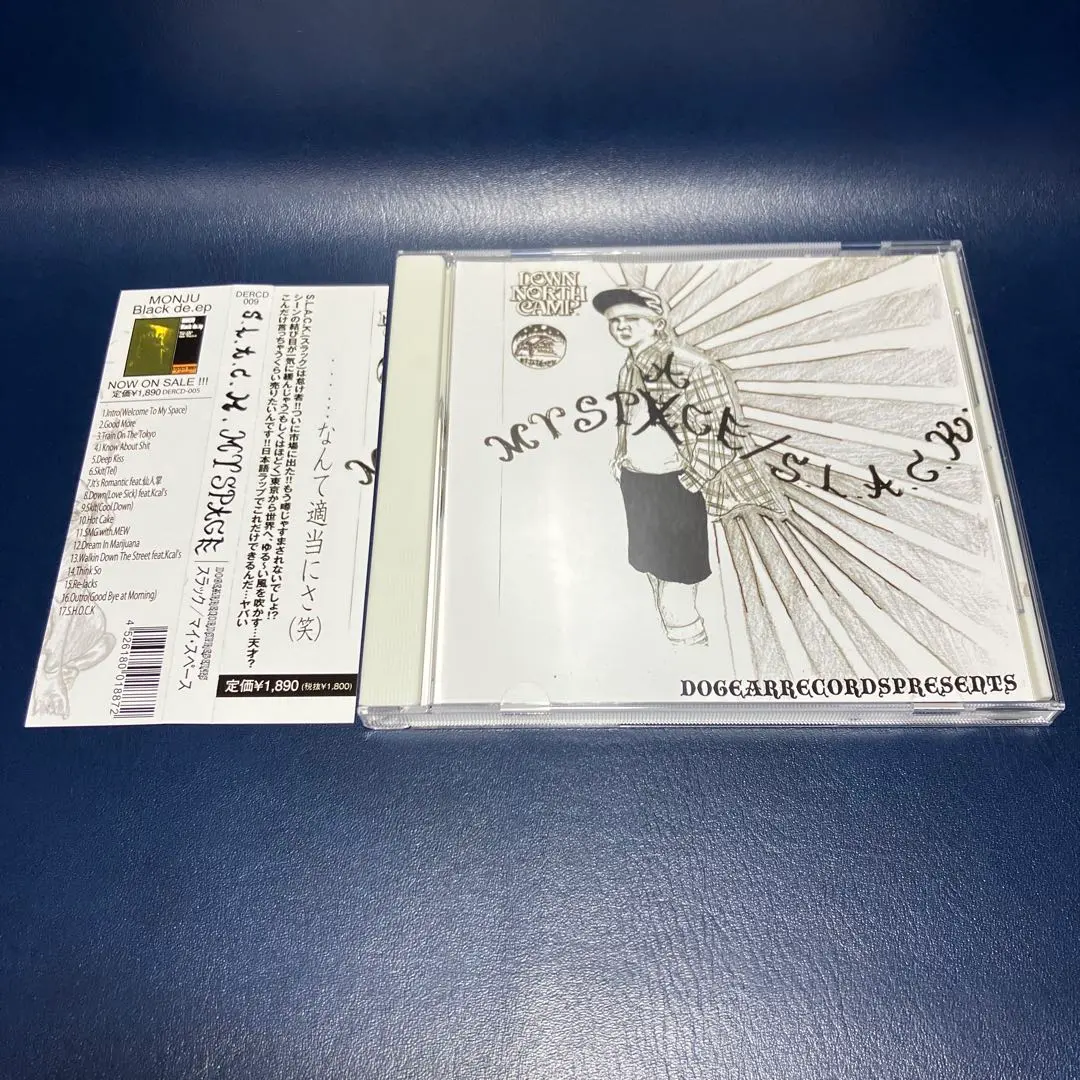 MONJU
Black de.ep
NOW ON SALE !!!
定価¥1,890 DERCD-005
1.Intro(Welcome To My Space)
2.Good More
3.Train On The Tokyo
4.I Know About Shit
5.Deep Kiss
6.Skit(Tel)
7.It's Romantic feat.仙人掌
8.Down(Love Sick) feat.Kcal's
9.Skit(Cool Down)
10.Hot Cake
11.SMG with.MEW
12.Dream In Marijuana
13.Walkin Down The Street feat.Kcal's
14.Think So
15.Re-lacks
16.Outro(Good Bye at Morning)
17.S.H.O.C.K
4526180018872
DERCD
009
S.L.A.C.K. MYSPACE
スラック/マイ・スペース
・・・・・・・なんて適当にさ(笑)
S.L.A.C.K.(スラック)は怠け者!!ついに市場に出た!!もう噂じゃすまされないでしょ!?
シーンの結び目が一気に緩んじゃう(もしくはほどく)東京から世界へ、ゆる〜い風を吹かす…天才?
こんだけ言っちゃうくらい売りたいんです!!日本語ラップでこれだけできるんだ…ヤバい
定価¥1,890 (税抜¥1,800)
DOWN
NORTH
CAMP
MYSPACE/S.L.A.C.K.
DOGEARRECORDSPRESENTS